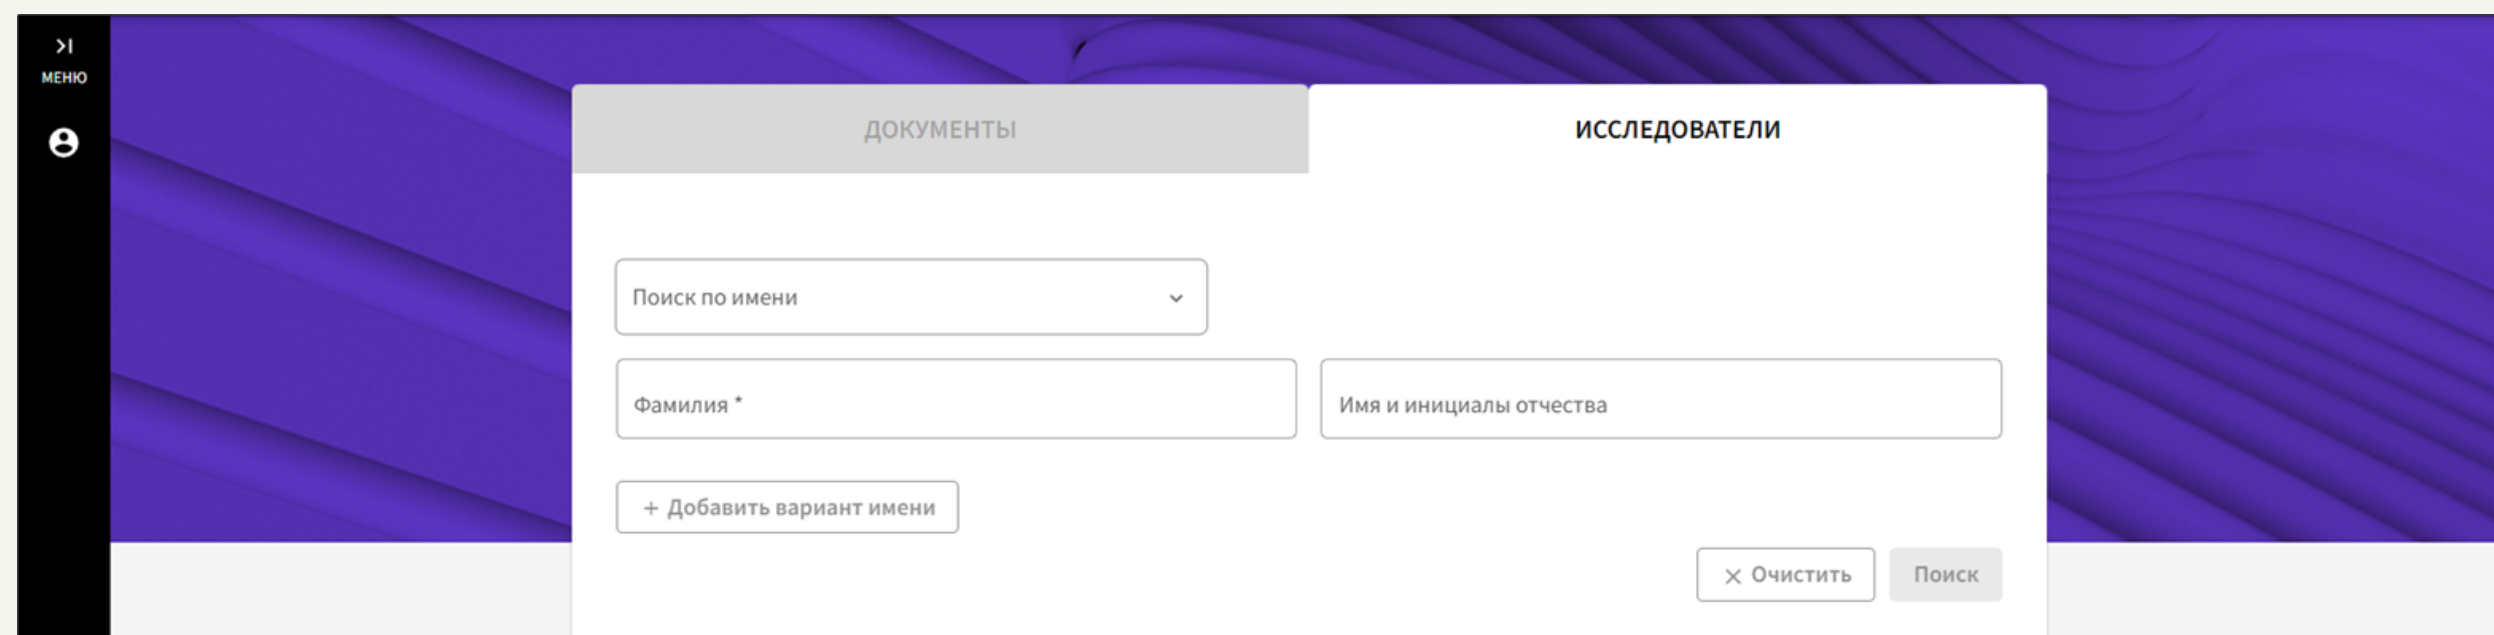 МЕНЮ
ДОКУМЕНТЫ
ИССЛЕДОВАТЕЛИ
Поиск по имени
Фамилия *
Имя и инициалы отчества
+ Добавить вариант имени
Очистить
Поиск